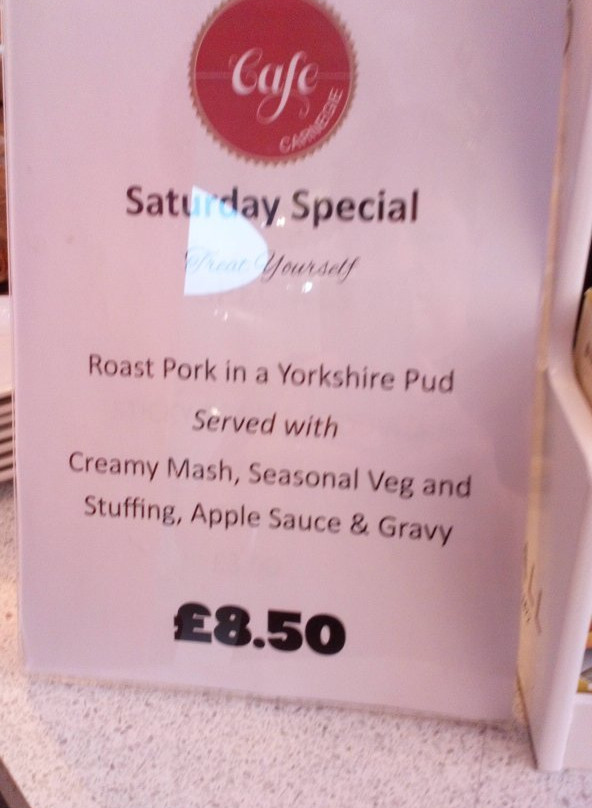 Cafe
CARNEGIE
Saturday Special
Treat Yourself
Roast Pork in a Yorkshire Pud
Served with
Creamy Mash, Seasonal Veg and
Stuffing, Apple Sauce & Gravy
£8.50